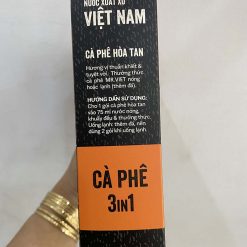 NƯỚC XUẤT XỨ
VIỆT NAM
CÀ PHÊ HÒA TAN
Hương vị thuần khiết &
tuyệt vời. Thưởng thức
cà phê MR.VIET nóng
hoặc lạnh (thêm đá).
HƯỚNG DẪN SỬ DỤNG:
Cho 1 gói cà phê hòa tan
vào 75 ml nước nóng,
khuấy đều & thưởng thức.
Uống lạnh: thêm đá, nên
dùng 2 gói khi uống lạnh.
CÀ PHÊ
3IN1